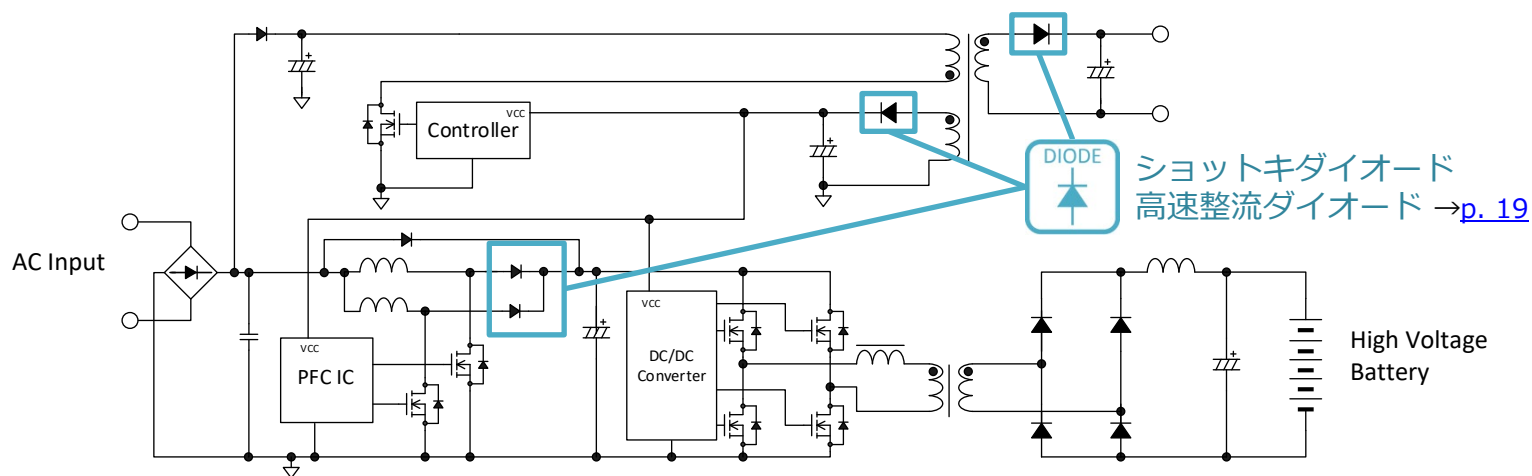 VCC
Controller
DIODE
ショットキダイオード
高速整流ダイオード →p. 19
AC Input
VCC
PFC IC
VCC
DC/DC
Converter
High Voltage
Battery